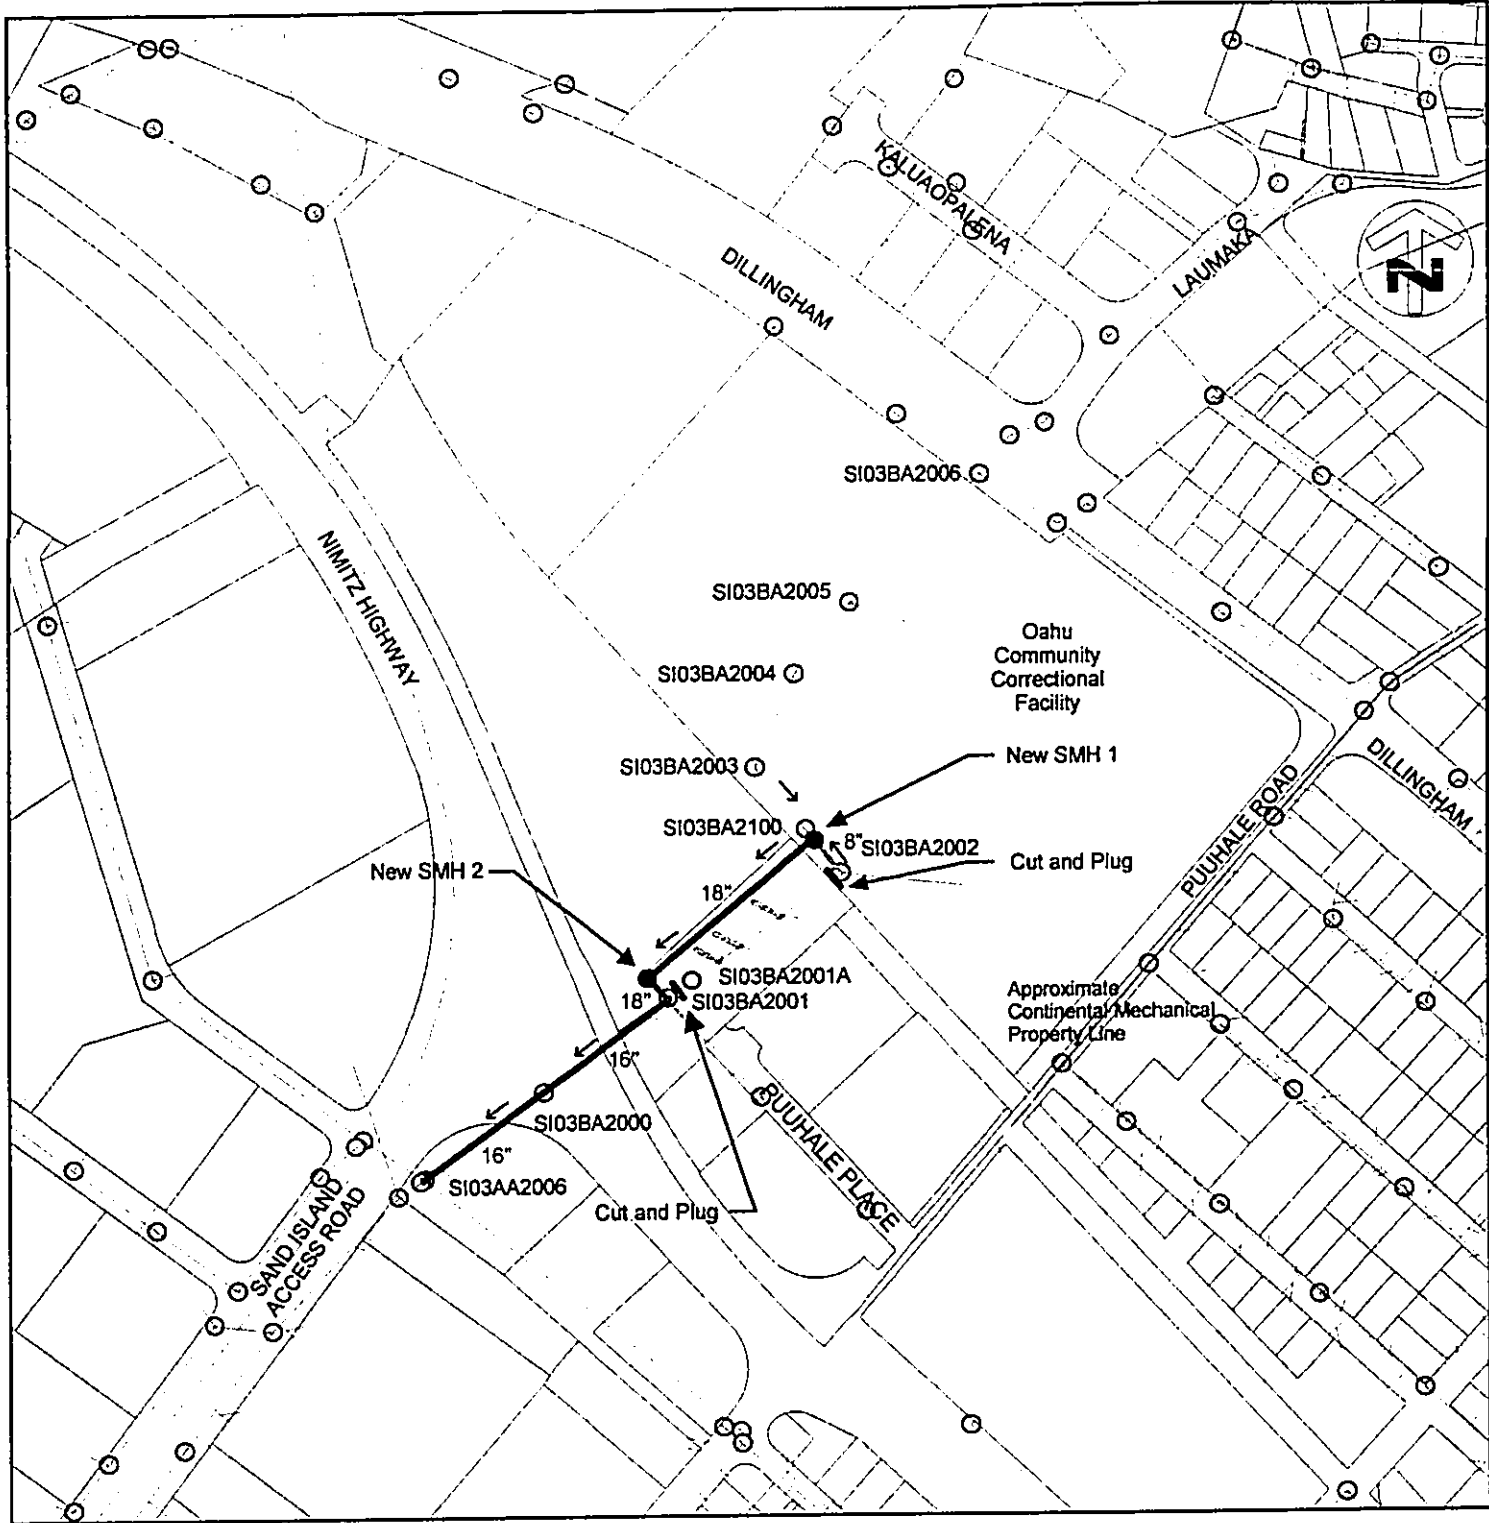 KALUAOPALENA
LAUMAKA
N
DILLINGHAM
SI03BA2006
NIMITZ HIGHWAY
SI03BA2005
Oahu
Community
Correctional
Facility
SI03BA2004
New SMH 1
SI03BA2003
DILLINGHAM
PUUHALE ROAD
SI03BA2100
8"
SI03BA2002
Cut and Plug
New SMH 2
18"
SI03BA2001A
18"
SI03BA2001
Approximate
Continental Mechanical
Property Line
16"
SI03BA2000
PUUHALE PLACE
16"
SI03AA2006
Cut and Plug
SAND ISLAND
ACCESS ROAD